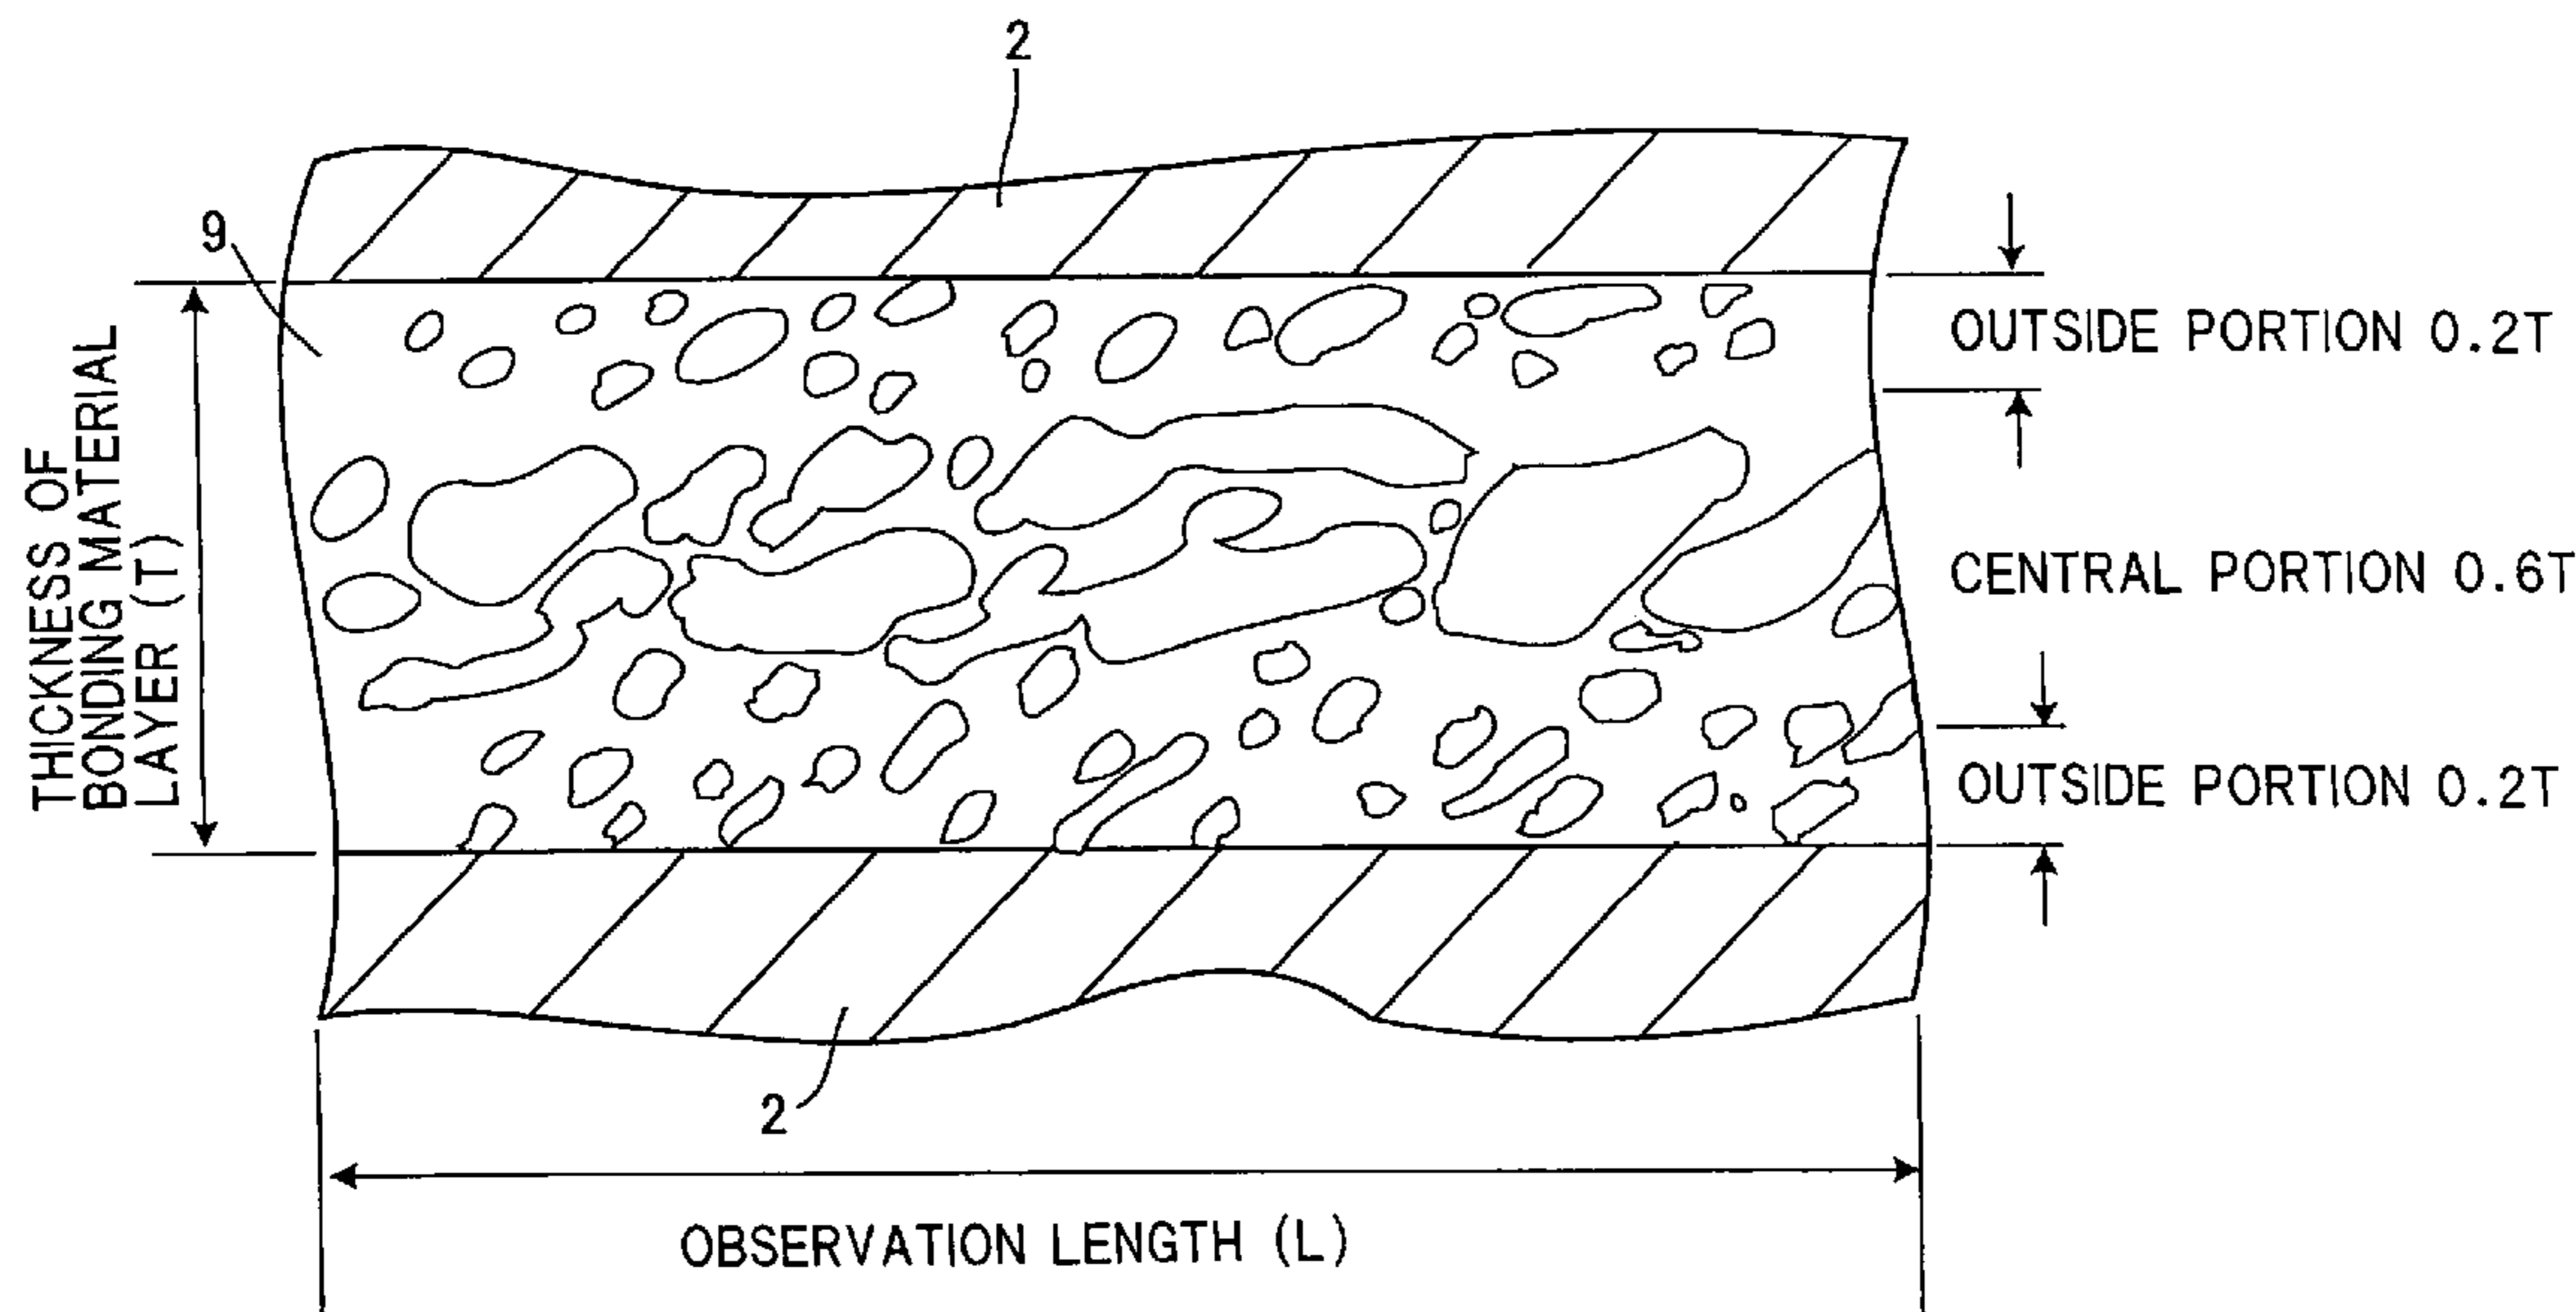 2
9
OUTSIDE PORTION 0.2T
THICKNESS OF
BONDING MATERIAL
LAYER (T)
CENTRAL PORTION 0.6T
OUTSIDE PORTION 0.2T
2
OBSERVATION LENGTH (L)